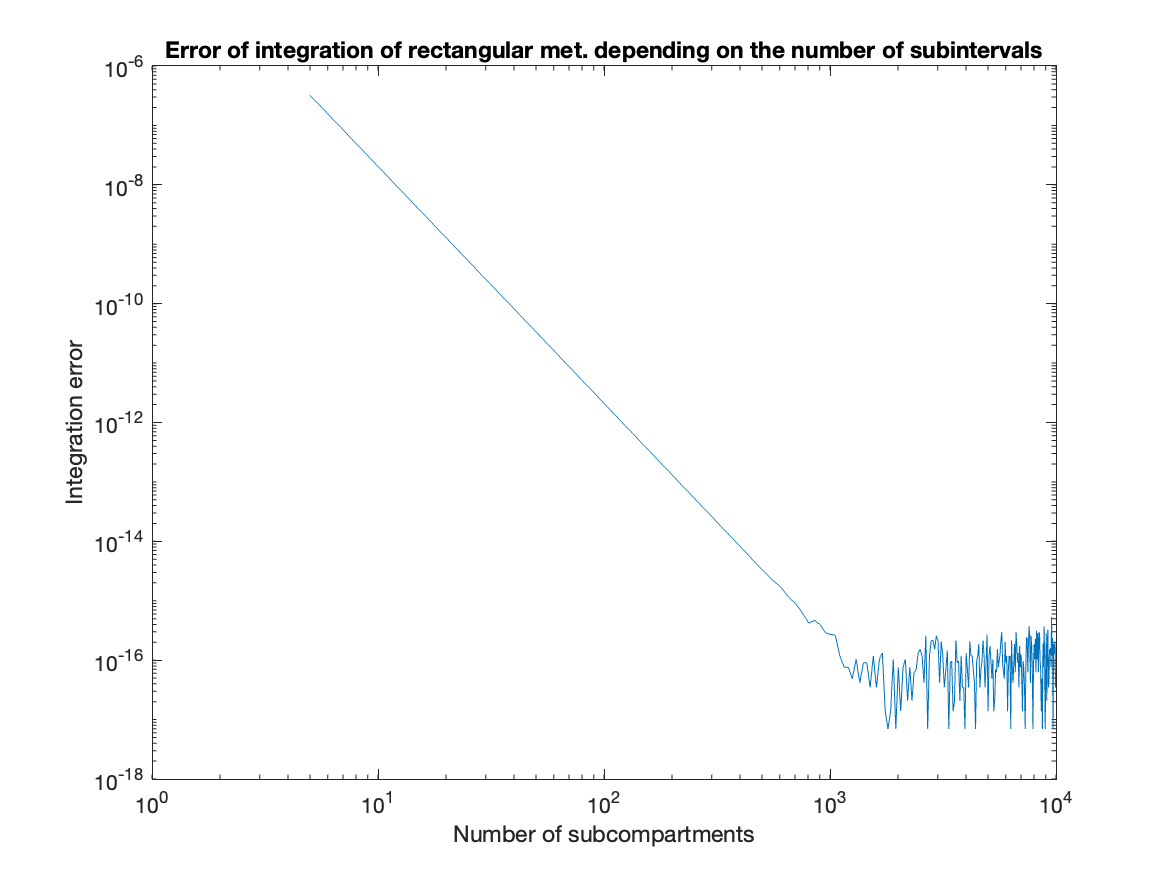 Error of integration of rectangular met. depending on the number of subintervals
10^-6
10^-8
10^-10
10^-12
10^-14
10^-16
10^-18
Integration error
10^0 10^1 10^2 10^3 10^4
Number of subcompartments